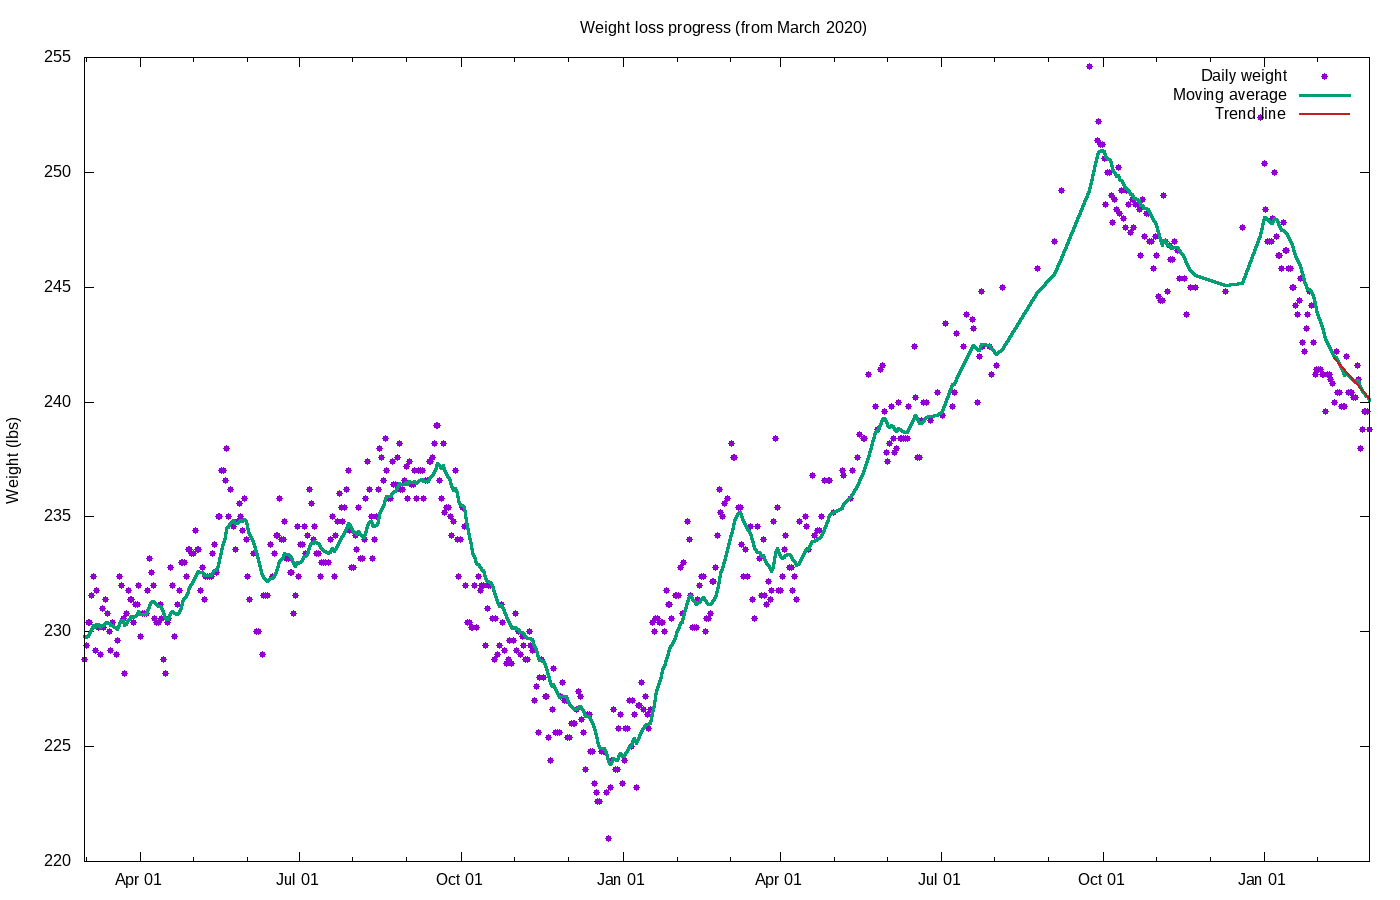 Weight loss progress (from March 2020)
255
Daily weight
Moving average
Trend line
250
245
240
235
230
225
220
Weight (lbs)
Apr 01 Jul 01 Oct 01 Jan 01 Apr 01 Jul 01 Oct 01 Jan 01